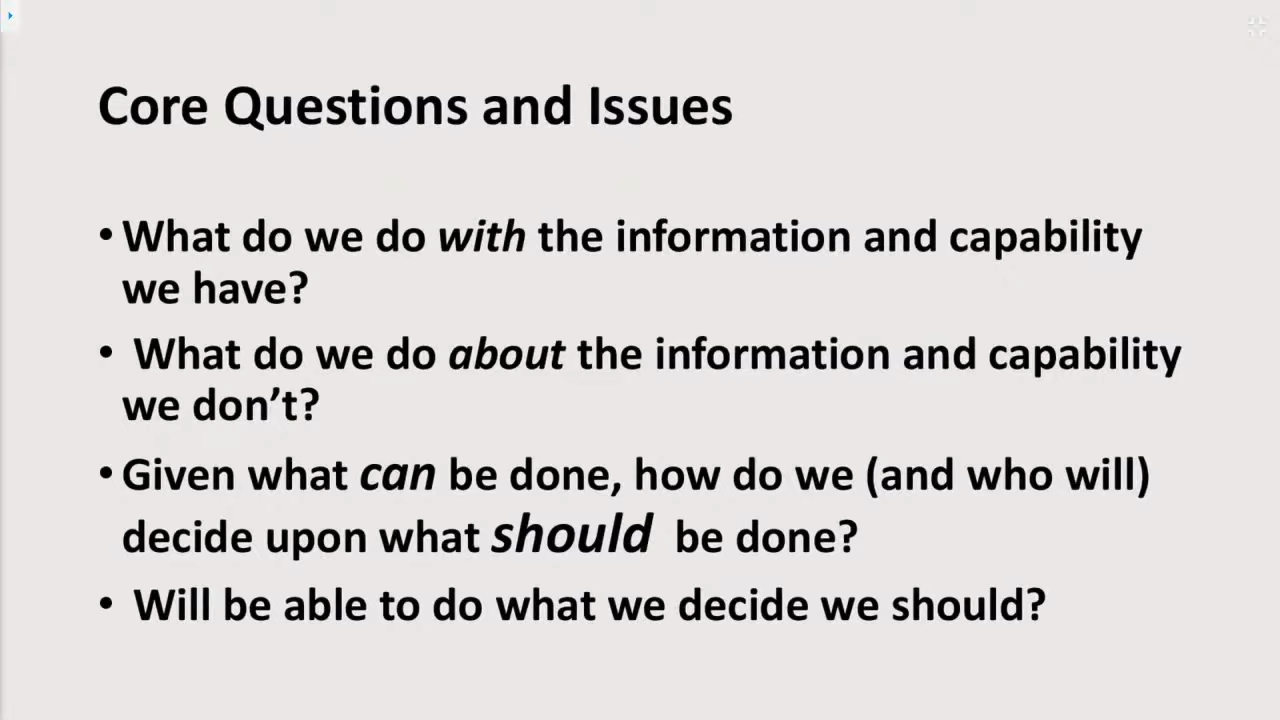 Core Questions and Issues
• What do we do with the information and capability
we have?
• What do we do about the information and capability
we don’t?
• Given what can be done, how do we (and who will)
decide upon what should be done?
• Will be able to do what we decide we should?